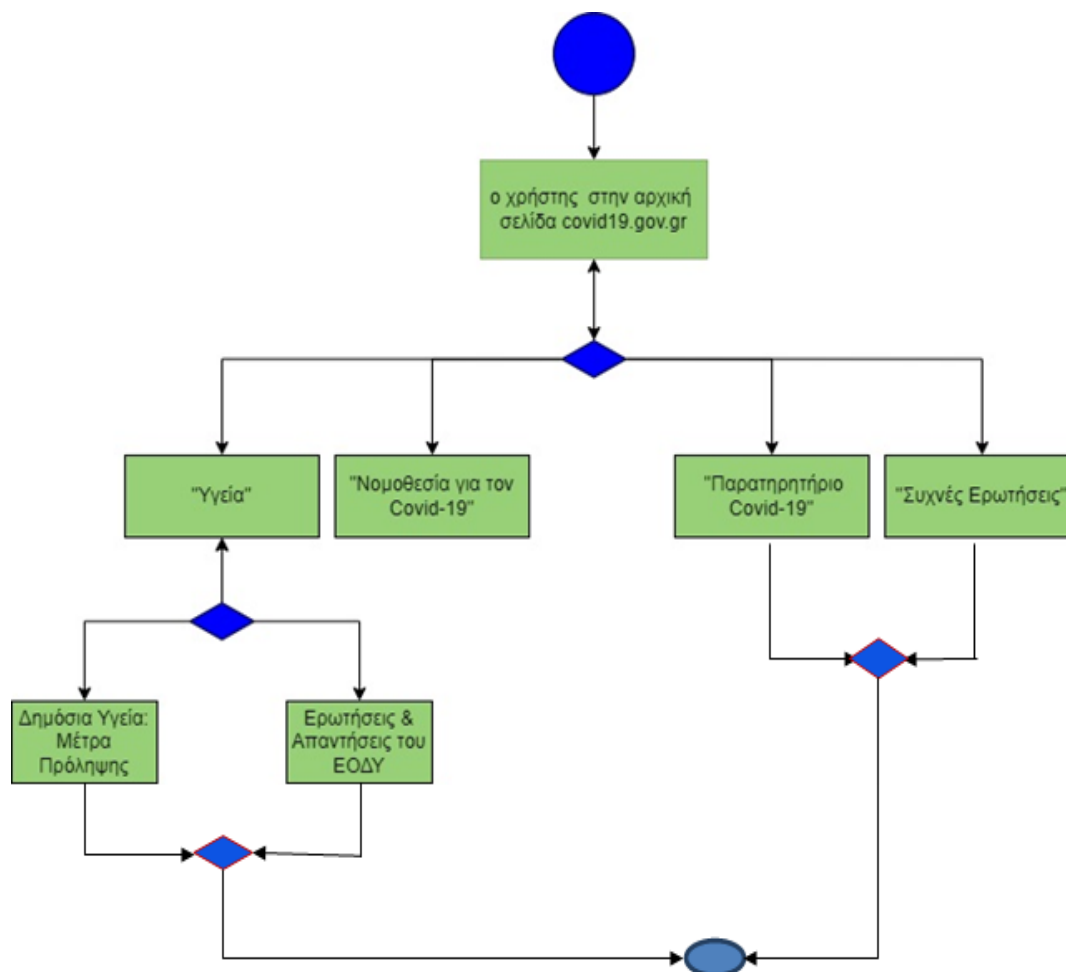 ο χρήστης στην αρχική
σελίδα covid19.gov.gr
"Υγεία"
"Νομοθεσία για τον
Covid-19"
"Παρατηρητήριο
Covid-19"
"Συχνές Ερωτήσεις"
Δημόσια Υγεία:
Μέτρα
Πρόληψης
Ερωτήσεις &
Απαντήσεις του
ΕΟΔΥ